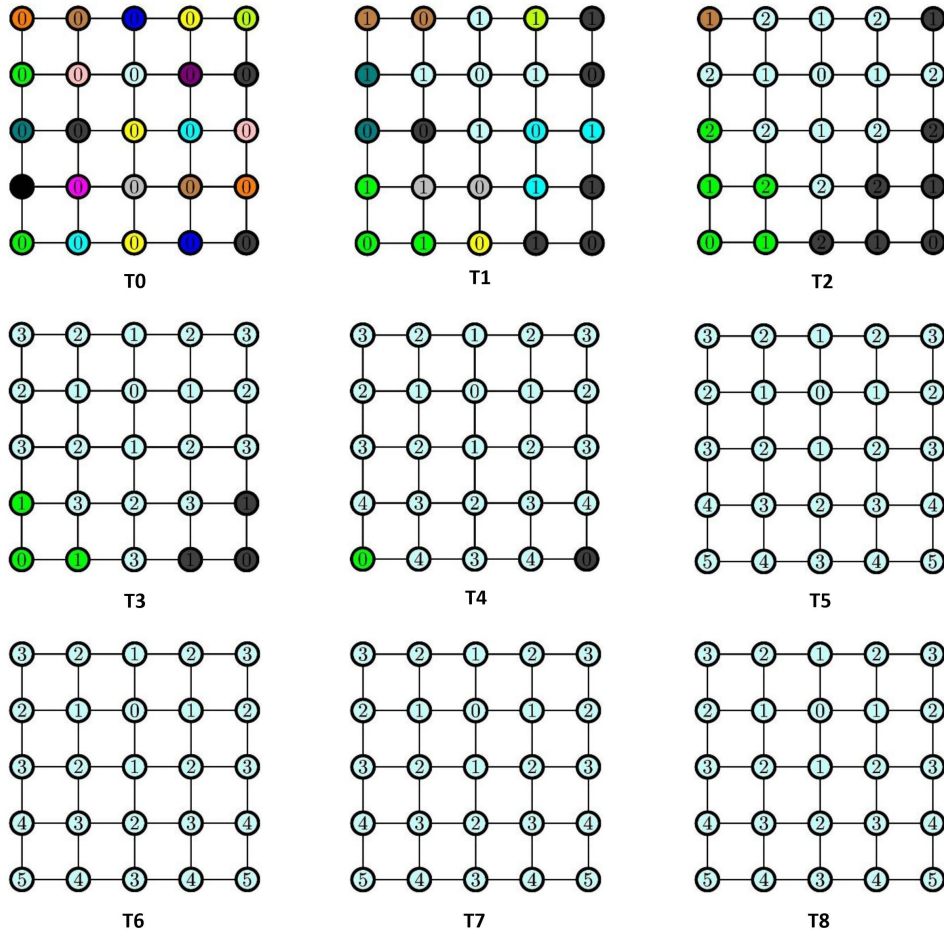 0 0 0 0 0
0 0 0 0 0
0 0 0 0 0
0 0 0 0
0 0 0 0 0
T0
1 0 1 1 1
1 1 0 1 0
0 0 1 0 1
1 1 0 1 1
0 1 0 1 0
T1
1 2 1 2 1
2 1 0 1 2
2 2 1 2 2
1 2 2 2 1
0 1 2 1 0
T2
3 2 1 2 3
2 1 0 1 2
3 2 1 2 3
1 3 2 3 1
0 1 3 1 0
T3
3 2 1 2 3
2 1 0 1 2
3 2 1 2 3
4 3 2 3 4
0 4 3 4 0
T4
3 2 1 2 3
2 1 0 1 2
3 2 1 2 3
4 3 2 3 4
5 4 3 4 5
T5
3 2 1 2 3
2 1 0 1 2
3 2 1 2 3
4 3 2 3 4
5 4 3 4 5
T6
3 2 1 2 3
2 1 0 1 2
3 2 1 2 3
4 3 2 3 4
5 4 3 4 5
T7
3 2 1 2 3
2 1 0 1 2
3 2 1 2 3
4 3 2 3 4
5 4 3 4 5
T8